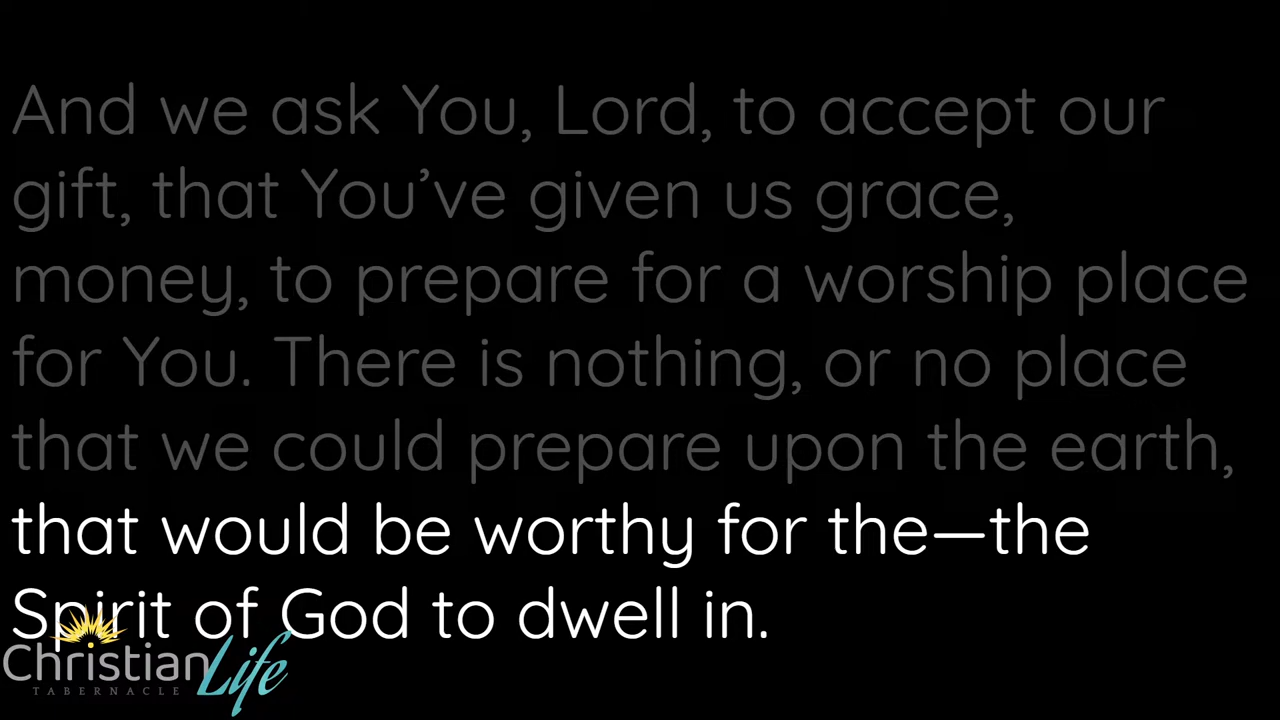 And we ask You, Lord, to accept our
gift, that You’ve given us grace,
money, to prepare for a worship place
for You. There is nothing, or no place
that we could prepare upon the earth,
that would be worthy for the—the
Spirit of God to dwell in.
Christian Life
TABERNACLE